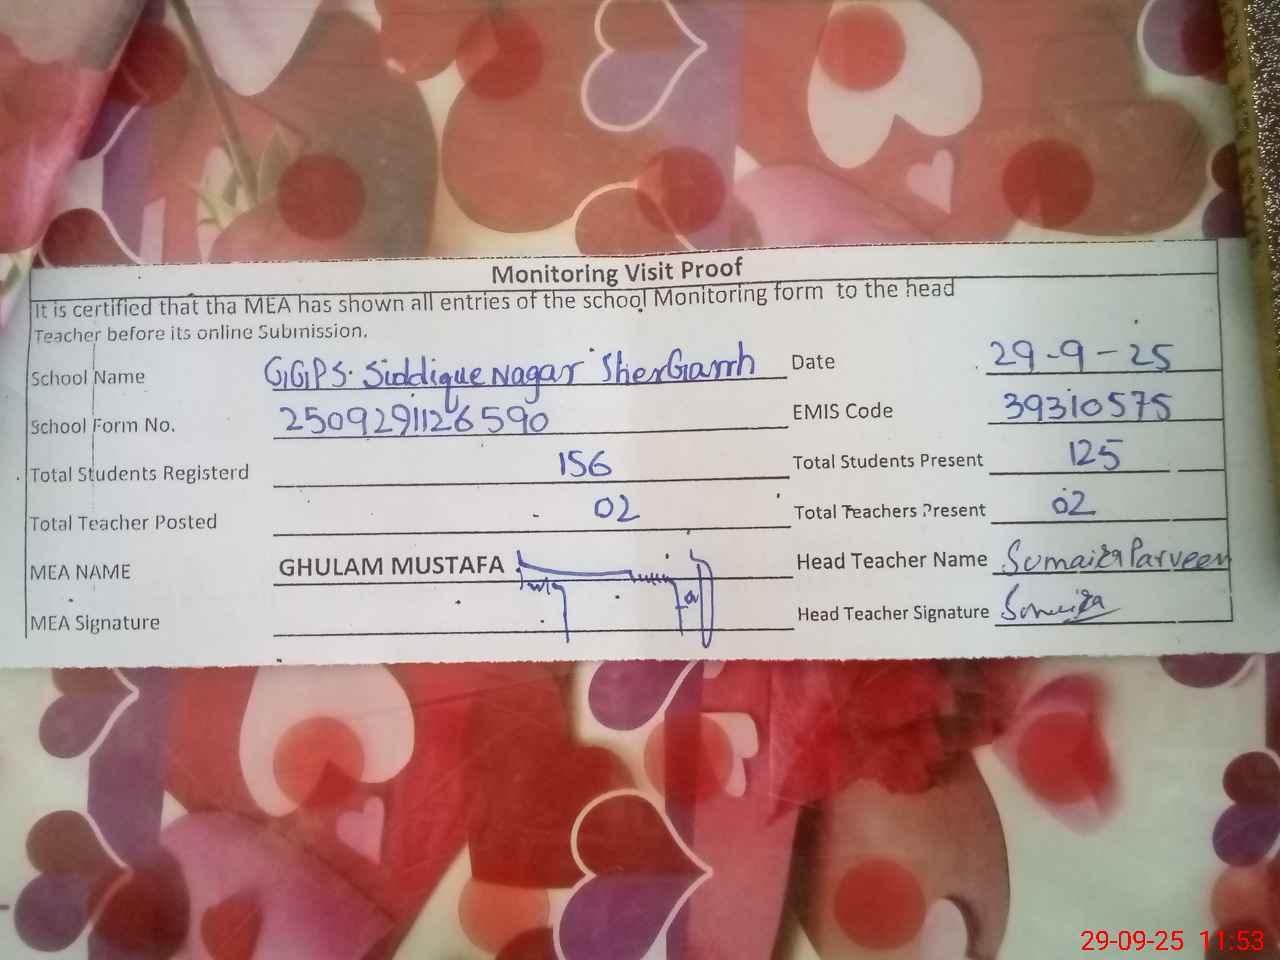 Monitoring Visit Proof
It is certified that tha MEA has shown all entries of the school Monitoring form to the head
Teacher before its online Submission.
School Name GGPS. Siddique Nagar SherGarrh Date 29-9-25
School Form No. 2509291126590 EMIS Code 39310575
Total Students Registerd 156 Total Students Present 125
Total Teacher Posted 02 Total Teachers Present 02
MEA NAME GHULAM MUSTAFA Head Teacher Name Sumaira Parveen
MEA Signature Head Teacher Signature Sumaira
29-09-25 11:53